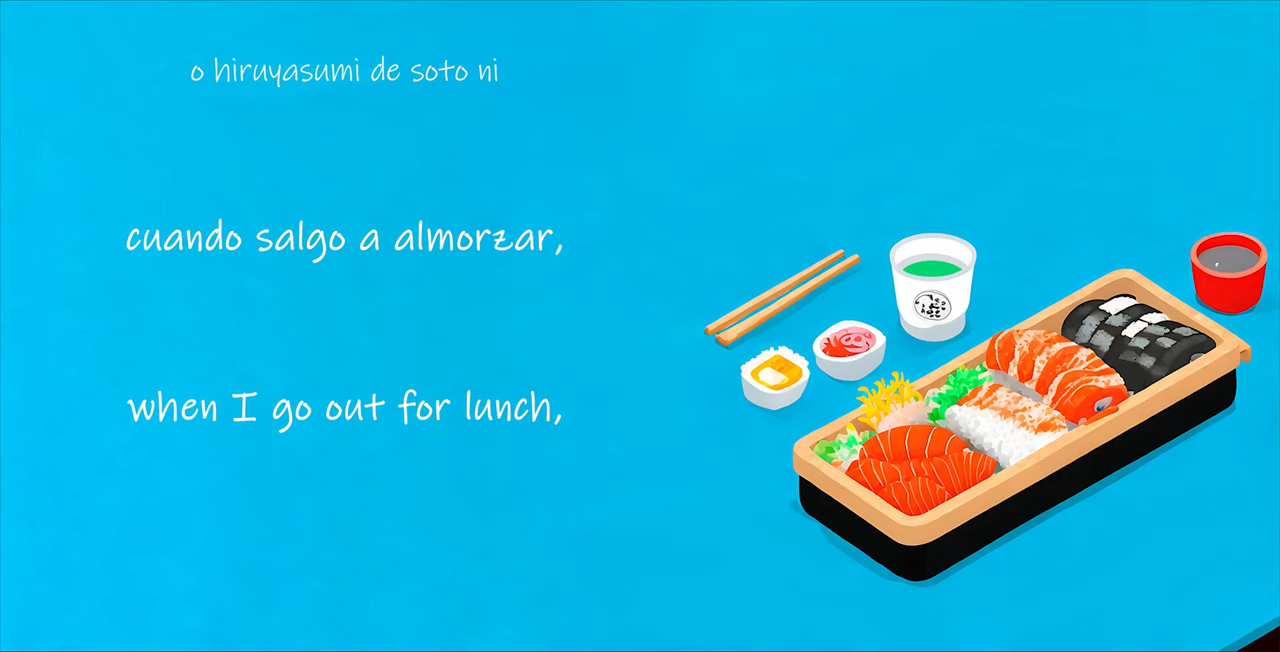 o hiruyasumi de soto ni
cuando salgo a almorzar,
when I go out for lunch,